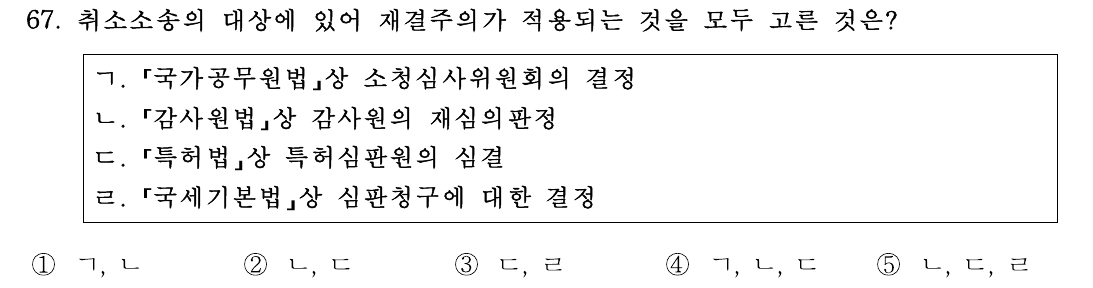 67. 취소소송의 대상에 있어 재결주의가 적용되는 것을 모두 고른 것은?
ㄱ. ｢국가공무원법｣상 소청심사위원회의 결정
ㄴ. ｢감사원법｣상 감사원의 재심의판정
ㄷ. ｢특허법｣상 특허심판원의 심결
ㄹ. ｢국세기본법｣상 심판청구에 대한 결정
① ㄱ, ㄴ ② ㄴ, ㄷ ③ ㄷ, ㄹ ④ ㄱ, ㄴ, ㄷ ⑤ ㄴ, ㄷ, ㄹ